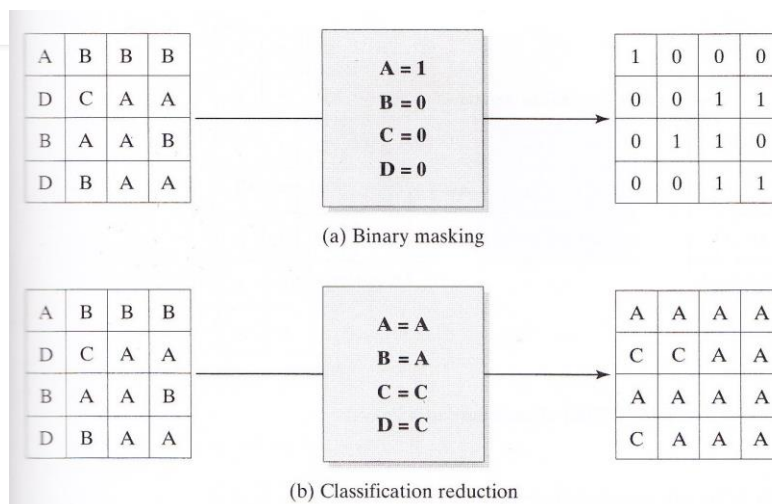 A B B B
D C A A
B A A B
D B A A
A = 1
B = 0
C = 0
D = 0
1 0 0 0
0 0 1 1
0 1 1 0
0 0 1 1
(a) Binary masking
A B B B
D C A A
B A A B
D B A A
A = A
B = A
C = C
D = C
A A A A
C C A A
A A A A
C A A A
(b) Classification reduction